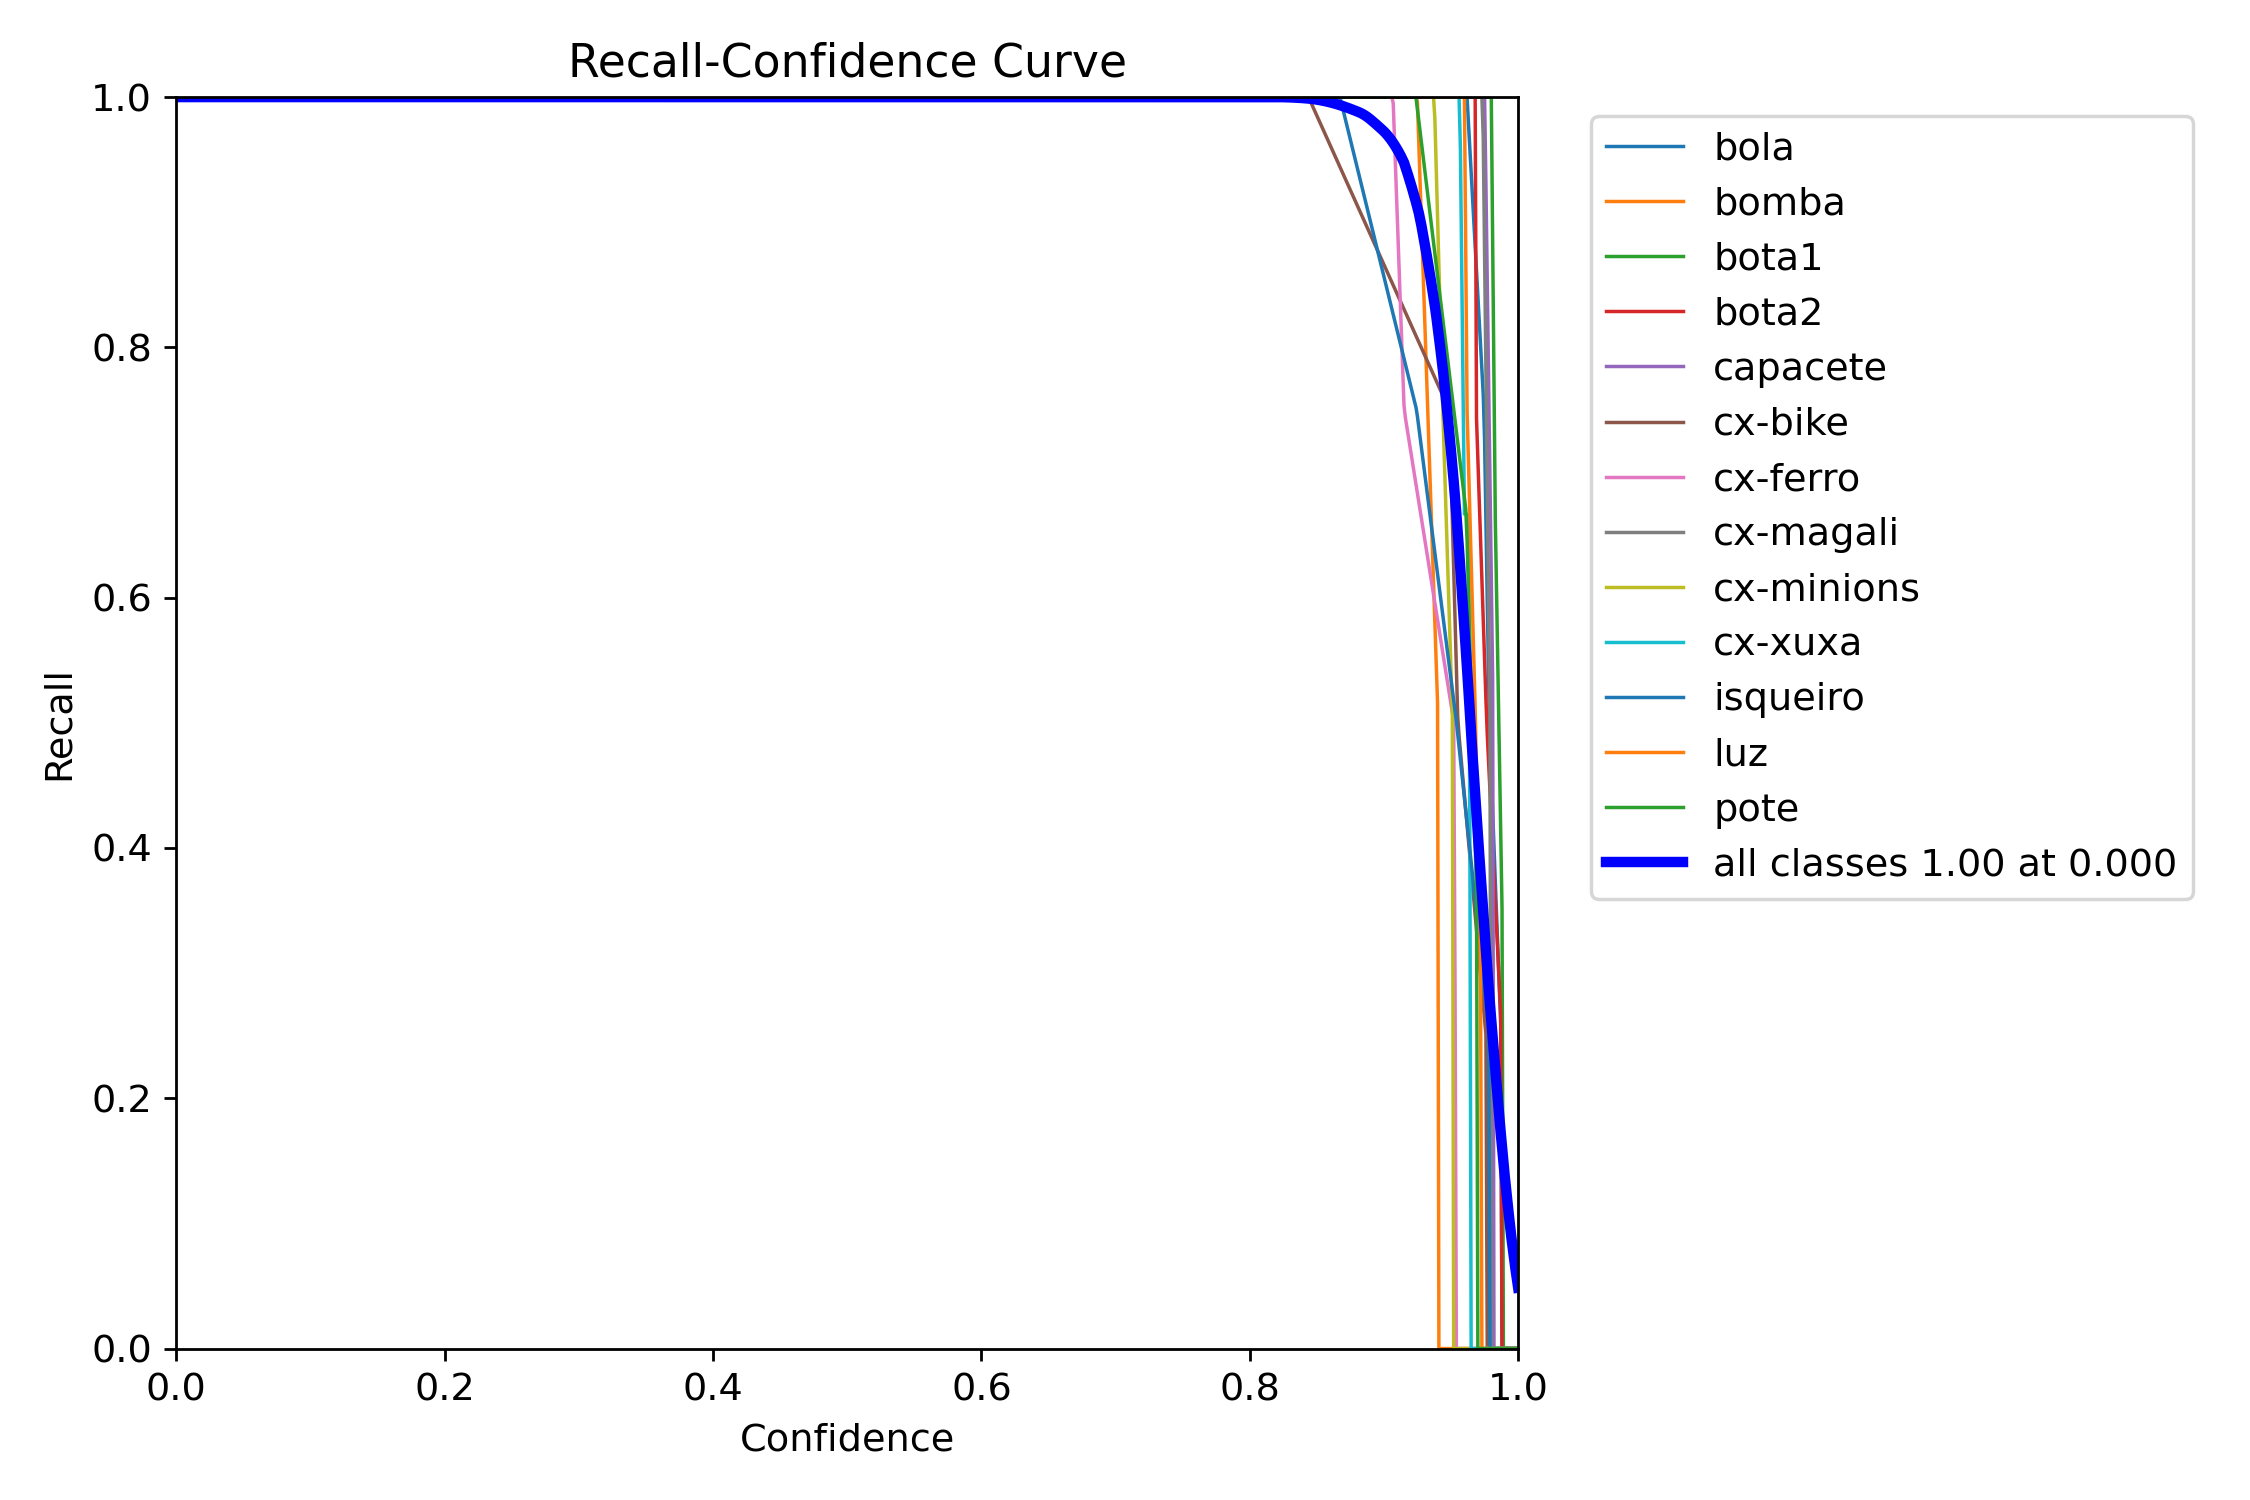 Recall-Confidence Curve
1.0
0.8
0.6
0.4
0.2
0.0
Recall
0.0 0.2 0.4 0.6 0.8 1.0
Confidence
bola
bomba
bota1
bota2
capacete
cx-bike
cx-ferro
cx-magali
cx-minions
cx-xuxa
isqueiro
luz
pote
all classes 1.00 at 0.000